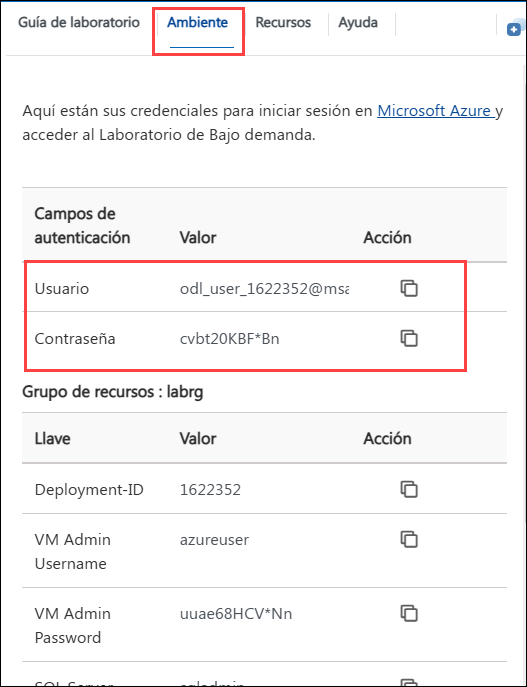 Guía de laboratorio Ambiente Recursos Ayuda
Aquí están sus credenciales para iniciar sesión en Microsoft Azure y
acceder al Laboratorio de Bajo demanda.
Campos de
autenticación Valor Acción
Usuario odl_user_1622352@msa
Contraseña cvbt20KBF*Bn
Grupo de recursos : labrg
Llave Valor Acción
Deployment-ID 1622352
VM Admin azureuser
Username
VM Admin uuae68HCV*Nn
Password
SQL Server sqladmin